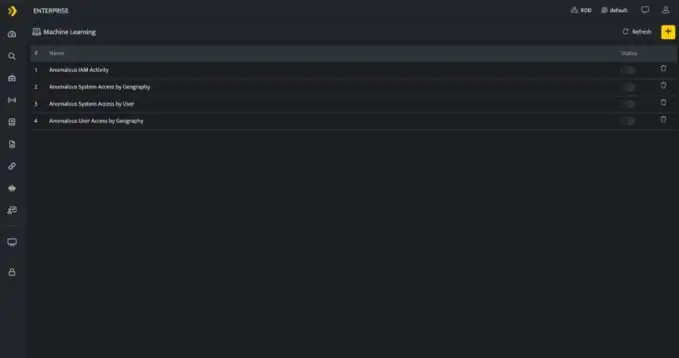 ENTERPRISE
default
Machine Learning
Refresh
# Name Status
1 Anomalous IAM Activity
2 Anomalous System Access by Geography
3 Anomalous System Access by User
4 Anomalous User Access by Geography